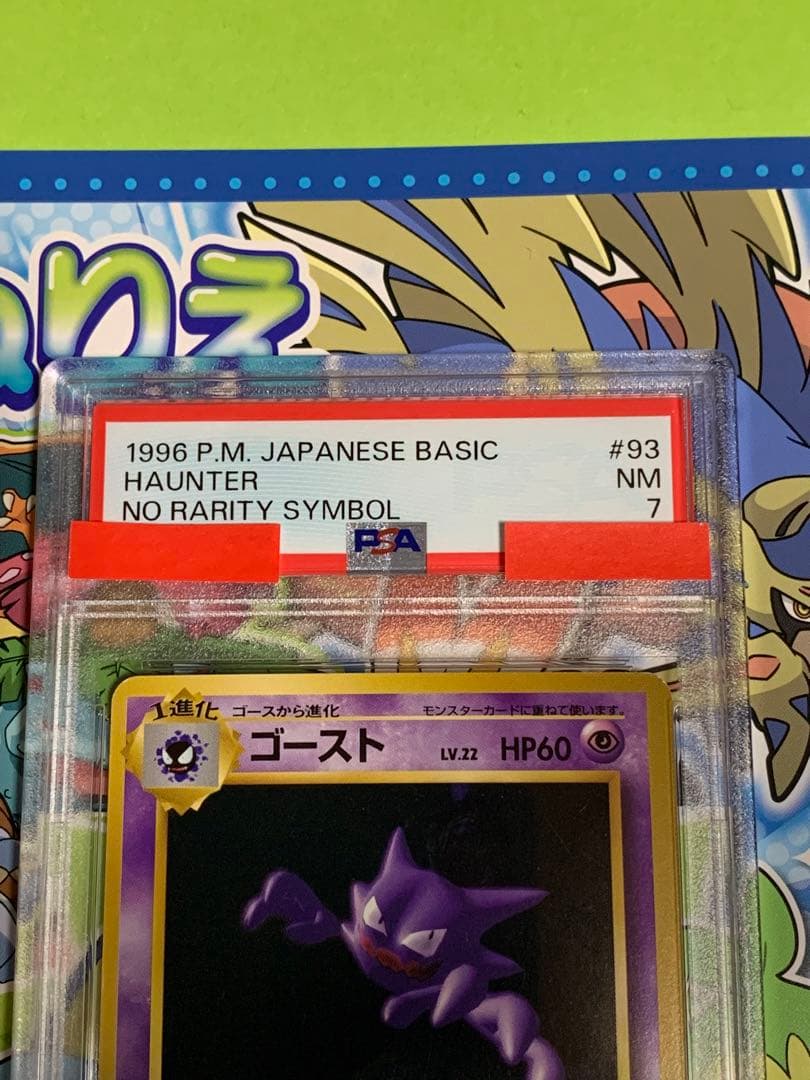 りえ
1996 P.M. JAPANESE BASIC #93
HAUNTER NM
NO RARITY SYMBOL 7
PSA
1進化 ゴースから進化 モンスターカードに重ねて使います。
ゴースト LV.22 HP60